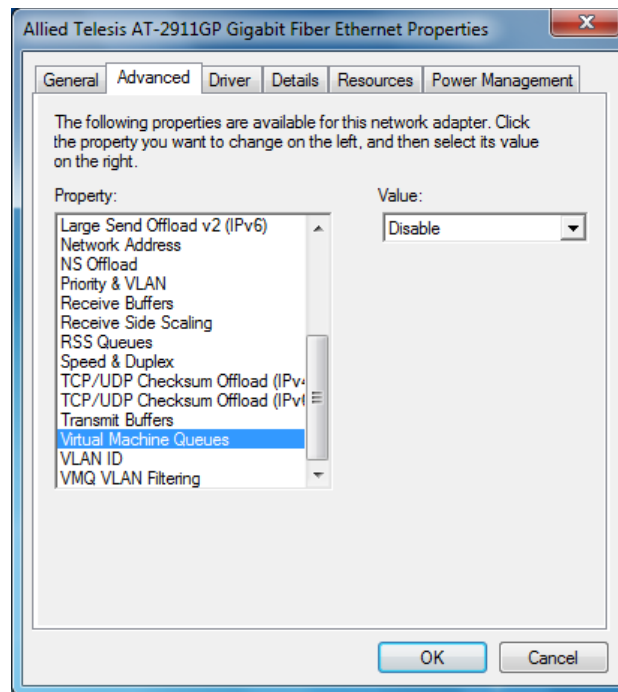 Allied Telesis AT-2911GP Gigabit Fiber Ethernet Properties
General Advanced Driver Details Resources Power Management
The following properties are available for this network adapter. Click
the property you want to change on the left, and then select its value
on the right.
Property: Value:
Large Send Offload v2 (IPv6) Disable
Network Address
NS Offload
Priority & VLAN
Receive Buffers
Receive Side Scaling
RSS Queues
Speed & Duplex
TCP/UDP Checksum Offload (IPv4
TCP/UDP Checksum Offload (IPv6
Transmit Buffers
Virtual Machine Queues
VLAN ID
VMQ VLAN Filtering
OK Cancel